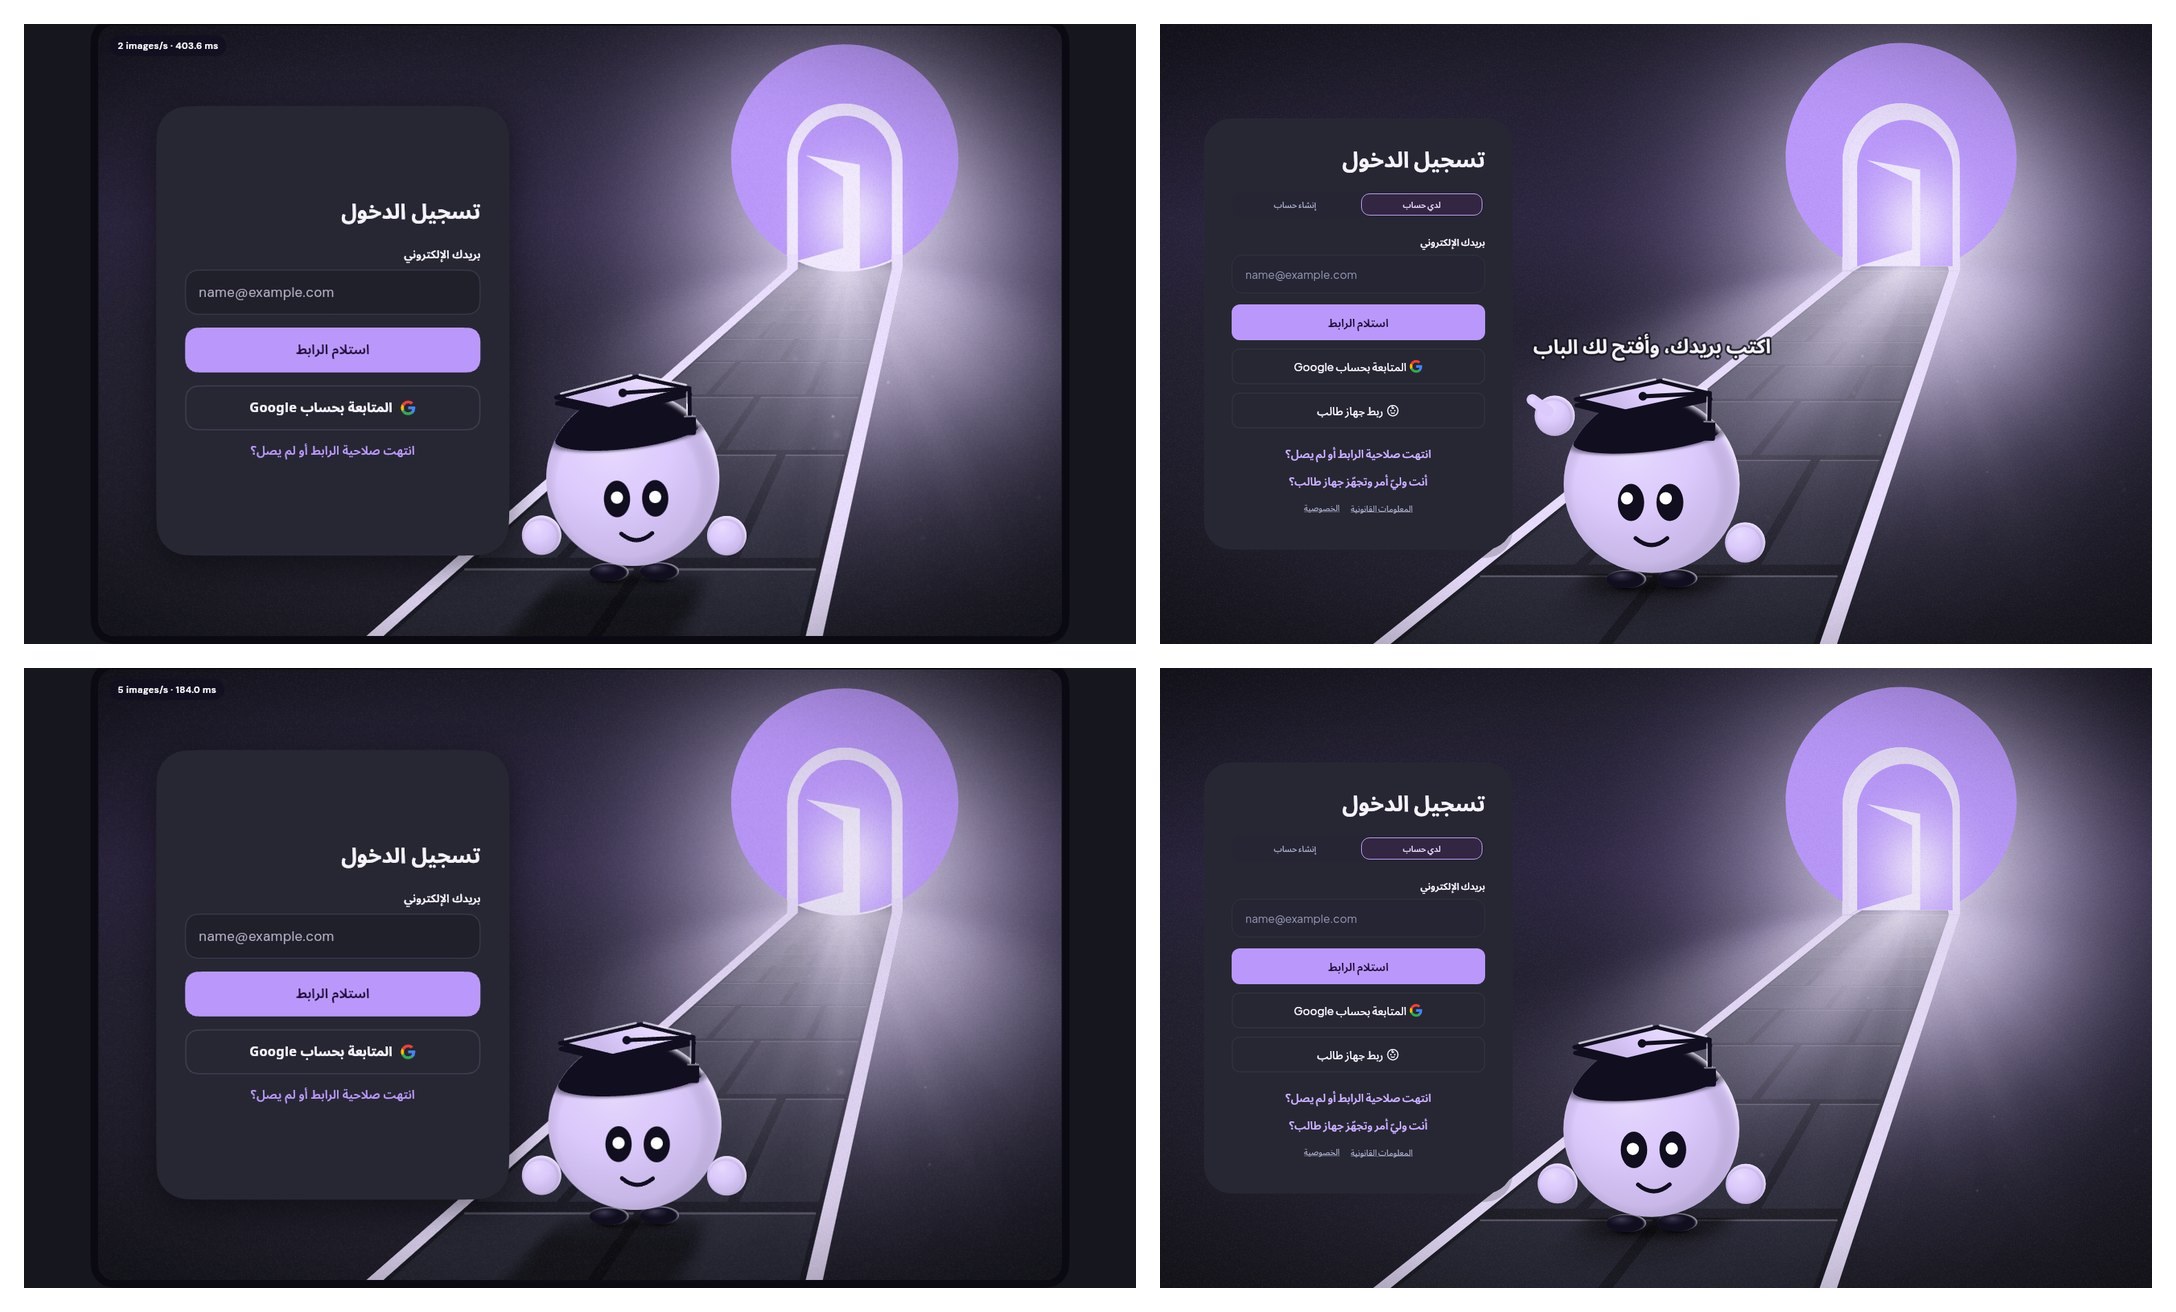 2 images/s · 403.6 ms
تسجيل الدخول
بريدك الإلكتروني
name@example.com
استلام الرابط
المتابعة بحساب Google
انتهت صلاحية الرابط أو لم يصل؟
تسجيل الدخول
لدي حساب
إنشاء حساب
بريدك الإلكتروني
name@example.com
استلام الرابط
المتابعة بحساب Google
ربط جهاز طالب
انتهت صلاحية الرابط أو لم يصل؟
أنت وليّ أمر وتجهّز جهاز طالب؟
المعلومات القانونية
الخصوصية
اكتب بريدك، وأفتح لك الباب
5 images/s · 184.0 ms
تسجيل الدخول
بريدك الإلكتروني
name@example.com
استلام الرابط
المتابعة بحساب Google
انتهت صلاحية الرابط أو لم يصل؟
تسجيل الدخول
لدي حساب
إنشاء حساب
بريدك الإلكتروني
name@example.com
استلام الرابط
المتابعة بحساب Google
ربط جهاز طالب
انتهت صلاحية الرابط أو لم يصل؟
أنت وليّ أمر وتجهّز جهاز طالب؟
المعلومات القانونية
الخصوصية